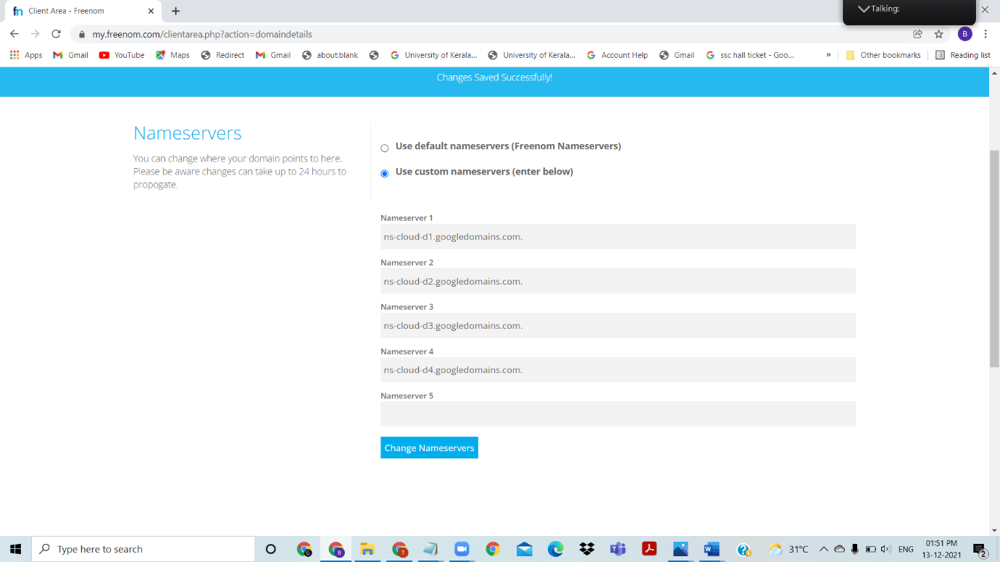 Client Area - Freenom
Talking:
my.freenom.com/clientarea.php?action=domaindetails
B
Apps
Gmail
YouTube
Maps
Redirect
Gmail
about:blank
University of Kerala...
University of Kerala...
Account Help
Gmail
ssc hall ticket - Goo...
»
Other bookmarks
Reading list
Changes Saved Successfully!
Nameservers
You can change where your domain points to here.
Please be aware changes can take up to 24 hours to
propogate.
Use default nameservers (Freenom Nameservers)
Use custom nameservers (enter below)
Nameserver 1
ns-cloud-d1.googledomains.com.
Nameserver 2
ns-cloud-d2.googledomains.com.
Nameserver 3
ns-cloud-d3.googledomains.com.
Nameserver 4
ns-cloud-d4.googledomains.com.
Nameserver 5
Change Nameservers
Type here to search
31°C
ENG
01:51 PM
13-12-2021
2